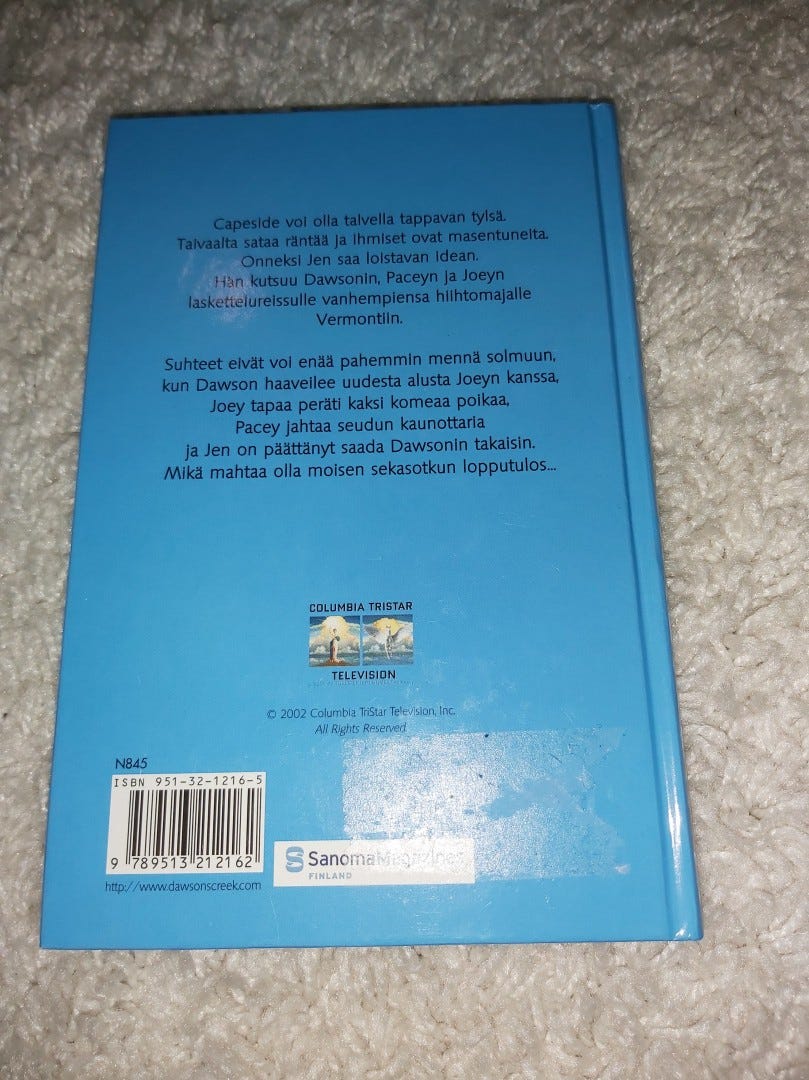 Capeside voi olla talvella tappavan tylsä.
Taivaalta sataa räntää ja ihmiset ovat masentuneita.
Onneksi Jen saa loistavan idean.
Hän kutsuu Dawsonin, Paceyn ja Joeyn
laskettelureissulle vanhempiensa hiihtomajalle
Vermontiin.
Suhteet eivät voi enää pahemmin mennä solmuun,
kun Dawson haaveilee uudesta alusta Joeyn kanssa,
Joey tapaa peräti kaksi komeaa poikaa,
Pacey jahtaa seudun kaunottaria
ja Jen on päättänyt saada Dawsonin takaisin.
Mikä mahtaa olla moisen sekasotkun lopputulos...
COLUMBIA TRISTAR
TELEVISION
© 2002 Columbia TriStar Television, Inc.
All Rights Reserved
N845
ISBN 951-32-1216-5
9 789513 212162
http://www.dawsonscreek.com
SanomaMagazines
FINLAND